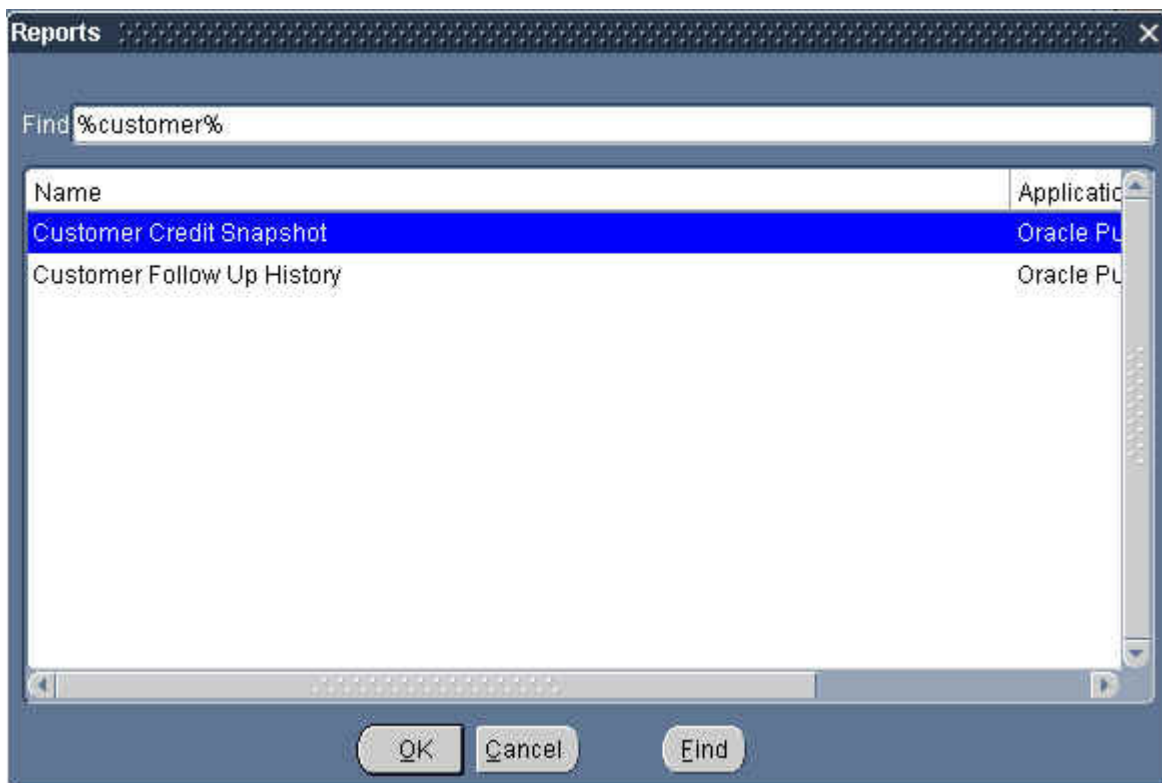 Reports
Find %customer%
Name Applicatio
Customer Credit Snapshot Oracle Pu
Customer Follow Up History Oracle Pu
OK Cancel Find